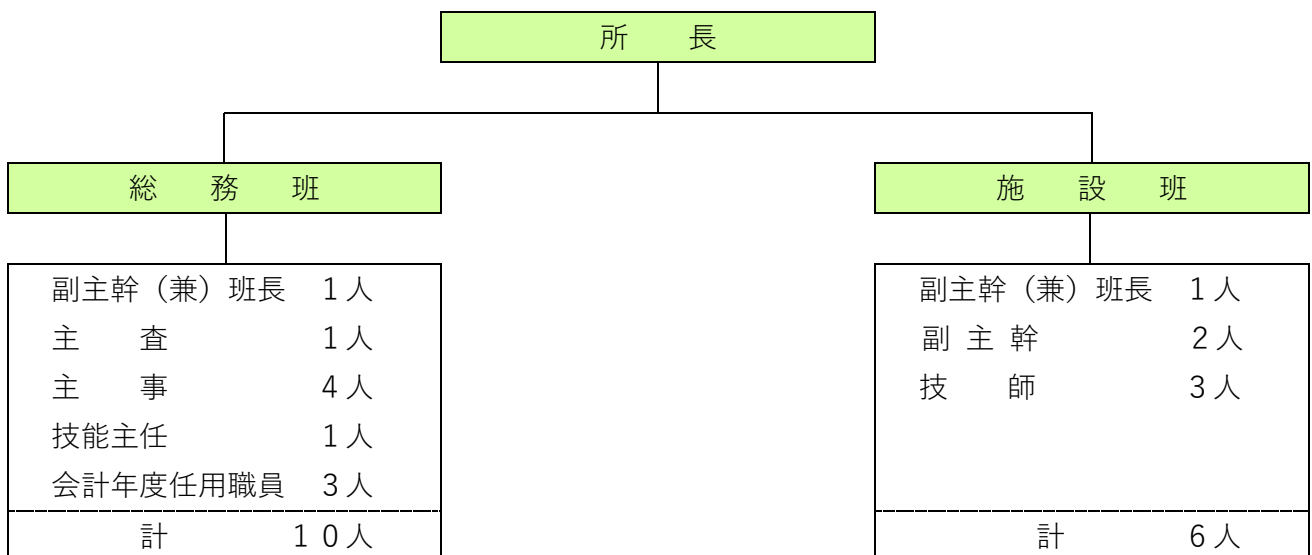 所　長
総　務　班
副主幹（兼）班長　１人
主　　査　１人
主　　事　４人
技能主任　１人
会計年度任用職員　３人
計　１０人
施　設　班
副主幹（兼）班長　１人
副 主 幹　２人
技　　師　３人
計　６人